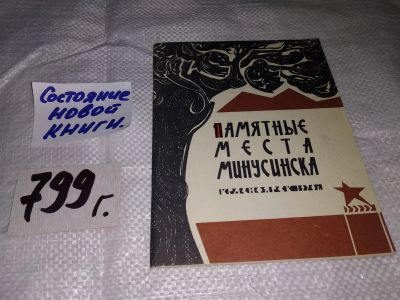 Состояние
новой
книги.
799 г.
ПАМЯТНЫЕ
МЕСТА
МИНУСИНСКА